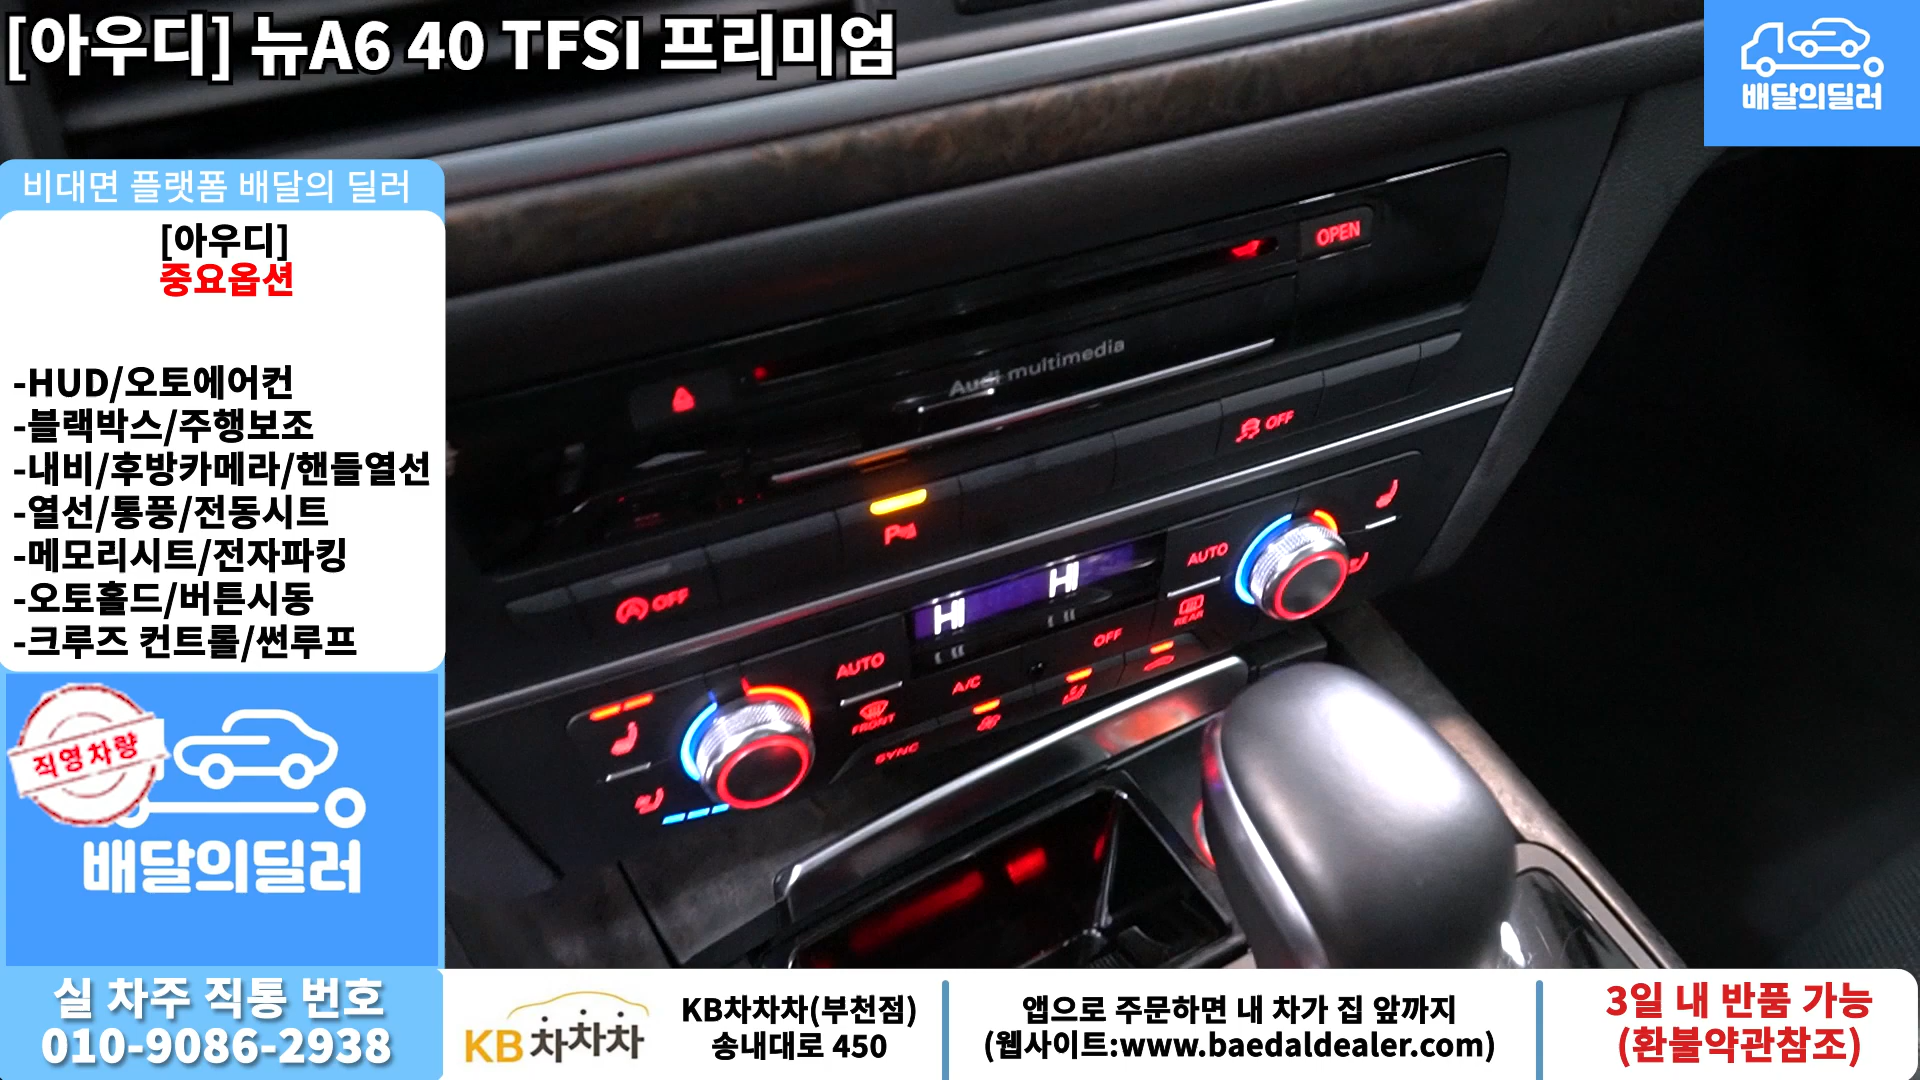 [아우디] 뉴A6 40 TFSI 프리미엄
배달의딜러
비대면 플랫폼 배달의 딜러
[아우디]
중요옵션
-HUD/오토에어컨
-블랙박스/주행보조
-내비/후방카메라/핸들열선
-열선/통풍/전동시트
-메모리시트/전자파킹
-오토홀드/버튼시동
-크루즈 컨트롤/썬루프
직영차량
배달의딜러
OPEN
Audi multimedia
OFF
P
OFF
AUTO
HI
HI
REAR
OFF
AUTO
A/C
FRONT
SYNC
실 차주 직통 번호
010-9086-2938
KB차차차
KB차차차(부천점)
송내대로 450
앱으로 주문하면 내 차가 집 앞까지
(웹사이트:www.baedaldealer.com)
3일 내 반품 가능
(환불약관참조)